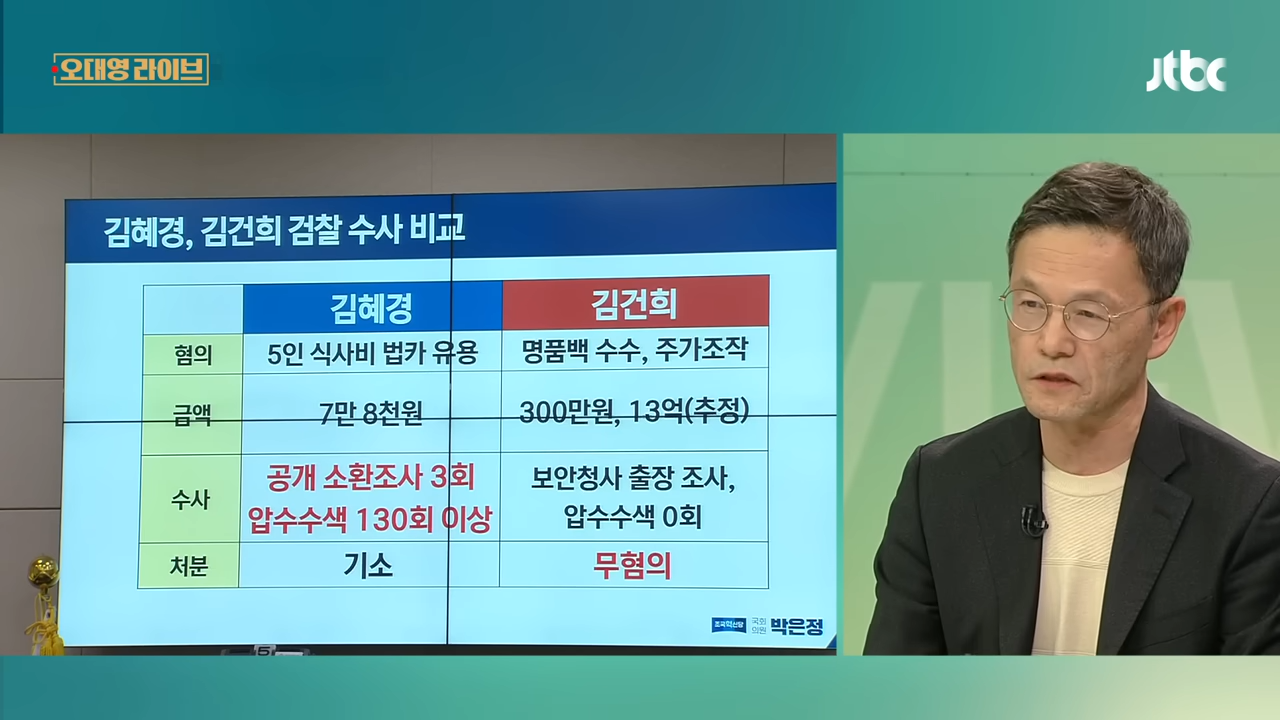 오대영 라이브
jtbc
김혜경, 김건희 검찰 수사 비교
김혜경
김건희
혐의
5인 식사비 법카 유용
명품백 수수, 주가조작
금액
7만 8천원
300만원, 13억(추정)
수사
공개 소환조사 3회
압수수색 130회 이상
보안청사 출장 조사,
압수수색 0회
처분
기소
무혐의
조국혁신당
국회
의원
박은정